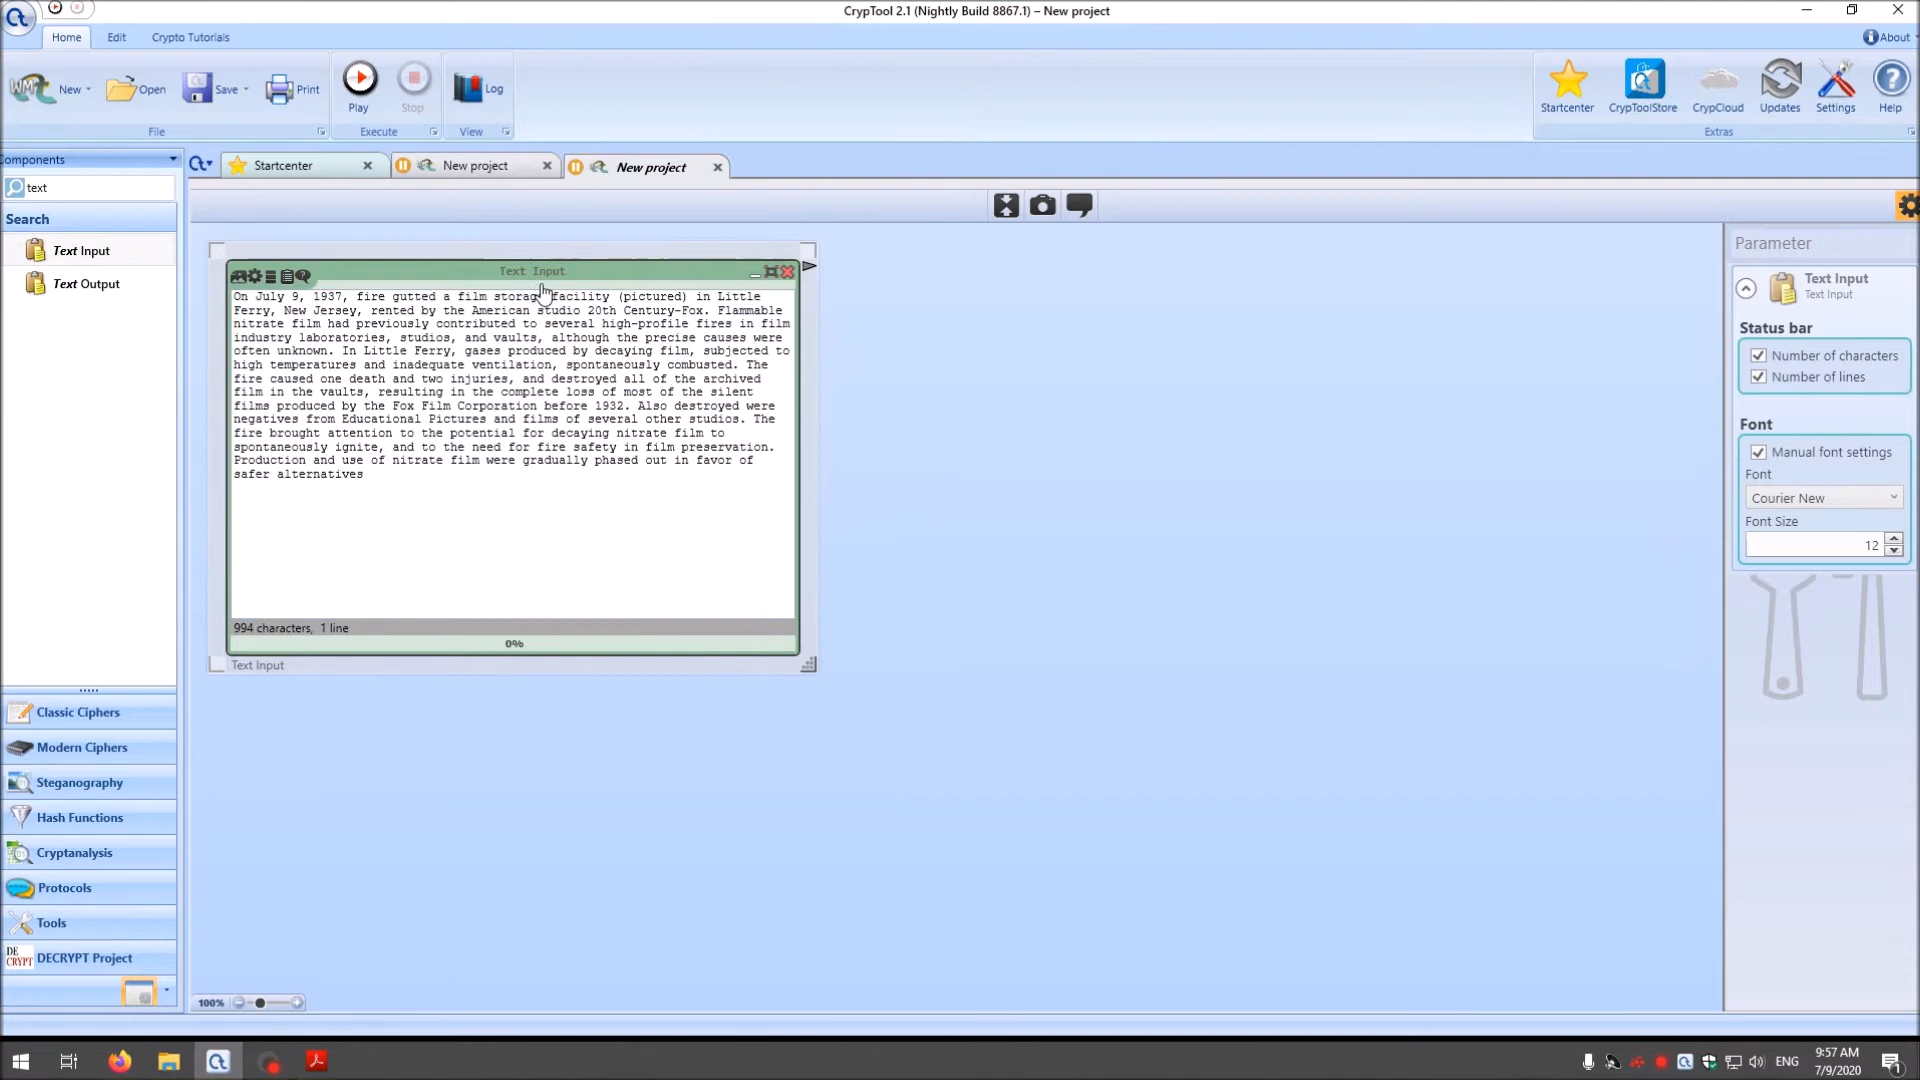 CrypTool 2.1 (Nightly Build 8867.1) – New project
Home
Edit
Crypto Tutorials
About
New
Open
Save
Print
Play
Stop
Log
Startcenter
CrypToolStore
CrypCloud
Updates
Settings
Help
File
Execute
View
Extras
Components
Startcenter
New project
New project
text
Search
Text Input
Text Output
Text Input
On July 9, 1937, fire gutted a film storage facility (pictured) in Little
Ferry, New Jersey, rented by the American studio 20th Century-Fox. Flammable
nitrate film had previously contributed to several high-profile fires in film
industry laboratories, studios, and vaults, although the precise causes were
often unknown. In Little Ferry, gases produced by decaying film, subjected to
high temperatures and inadequate ventilation, spontaneously combusted. The
fire caused one death and two injuries, and destroyed all of the archived
film in the vaults, resulting in the complete loss of most of the silent
films produced by the Fox Film Corporation before 1932. Also destroyed were
negatives from Educational Pictures and films of several other studios. The
fire brought attention to the potential for decaying nitrate film to
spontaneously ignite, and to the need for fire safety in film preservation.
Production and use of nitrate film were gradually phased out in favor of
safer alternatives
994 characters, 1 line
0%
Text Input
Parameter
Text Input
Text Input
Status bar
Number of characters
Number of lines
Font
Manual font settings
Font
Courier New
Font Size
12
Classic Ciphers
Modern Ciphers
Steganography
Hash Functions
Cryptanalysis
Protocols
Tools
DE
CRYPT
DECRYPT Project
100%
ENG
9:57 AM
7/9/2020
1